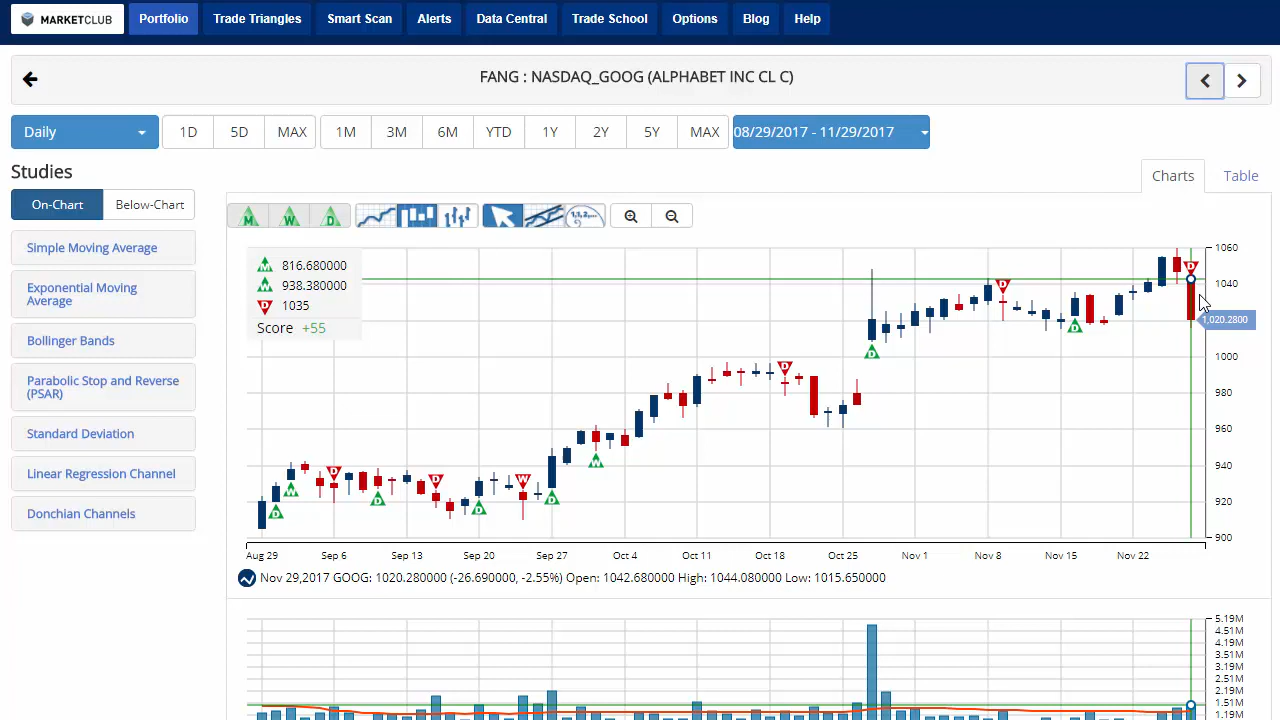 MARKETCLUB Portfolio Trade Triangles Smart Scan Alerts Data Central Trade School Options Blog Help
FANG : NASDAQ_GOOG (ALPHABET INC CL C)
Daily 1D 5D MAX 1M 3M 6M YTD 1Y 2Y 5Y MAX 08/29/2017 - 11/29/2017
Studies
Charts Table
On-Chart Below-Chart
Simple Moving Average
Exponential Moving
Average
Bollinger Bands
Parabolic Stop and Reverse
(PSAR)
Standard Deviation
Linear Regression Channel
Donchian Channels
M W D
M 816.680000
W 938.380000
D 1035
Score +55
1060
1040
1,020.2800
1000
980
960
940
920
900
D W D D D D W D W D D D D D
Aug 29 Sep 6 Sep 13 Sep 20 Sep 27 Oct 4 Oct 11 Oct 18 Oct 25 Nov 1 Nov 8 Nov 15 Nov 22
Nov 29,2017 GOOG: 1020.280000 (-26.690000, -2.55%) Open: 1042.680000 High: 1044.080000 Low: 1015.650000
5.19M
4.51M
4.19M
3.51M
3.19M
2.51M
2.19M
1.51M
1.19M